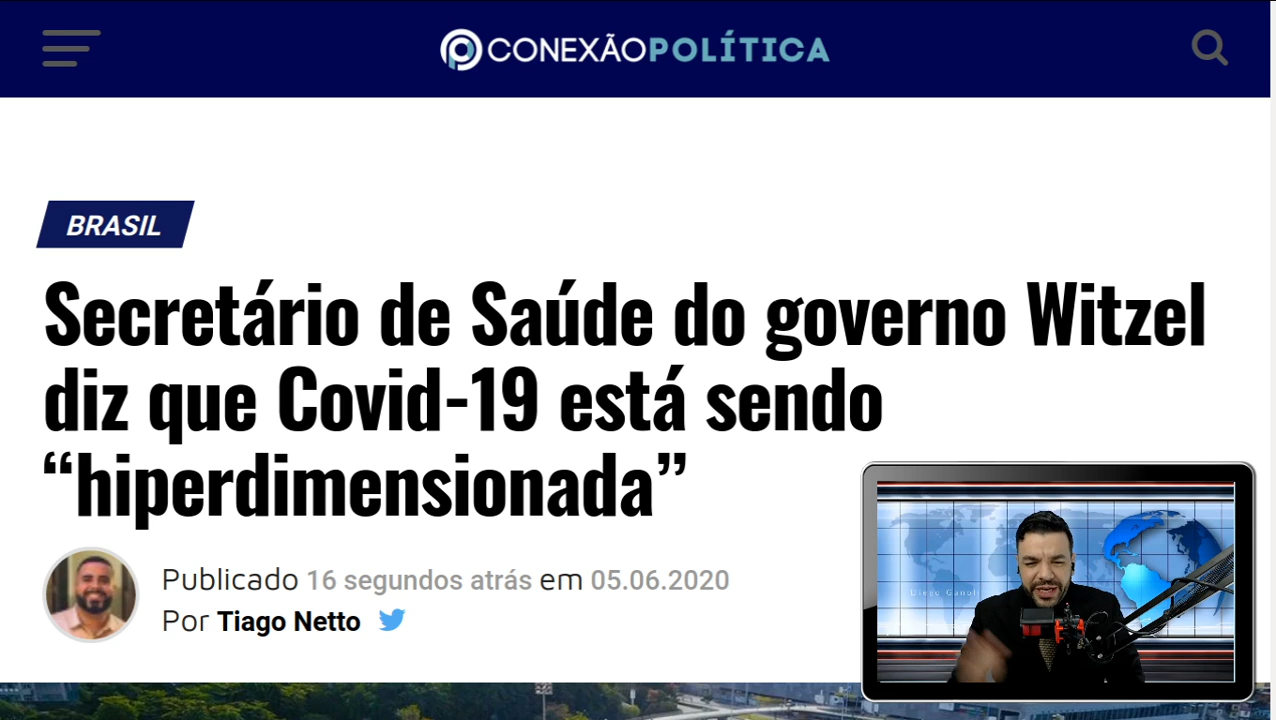 CONEXÃOPOLÍTICA
BRASIL
Secretário de Saúde do governo Witzel
diz que Covid-19 está sendo
“hiperdimensionada”
Publicado 16 segundos atrás em 05.06.2020
Por Tiago Netto